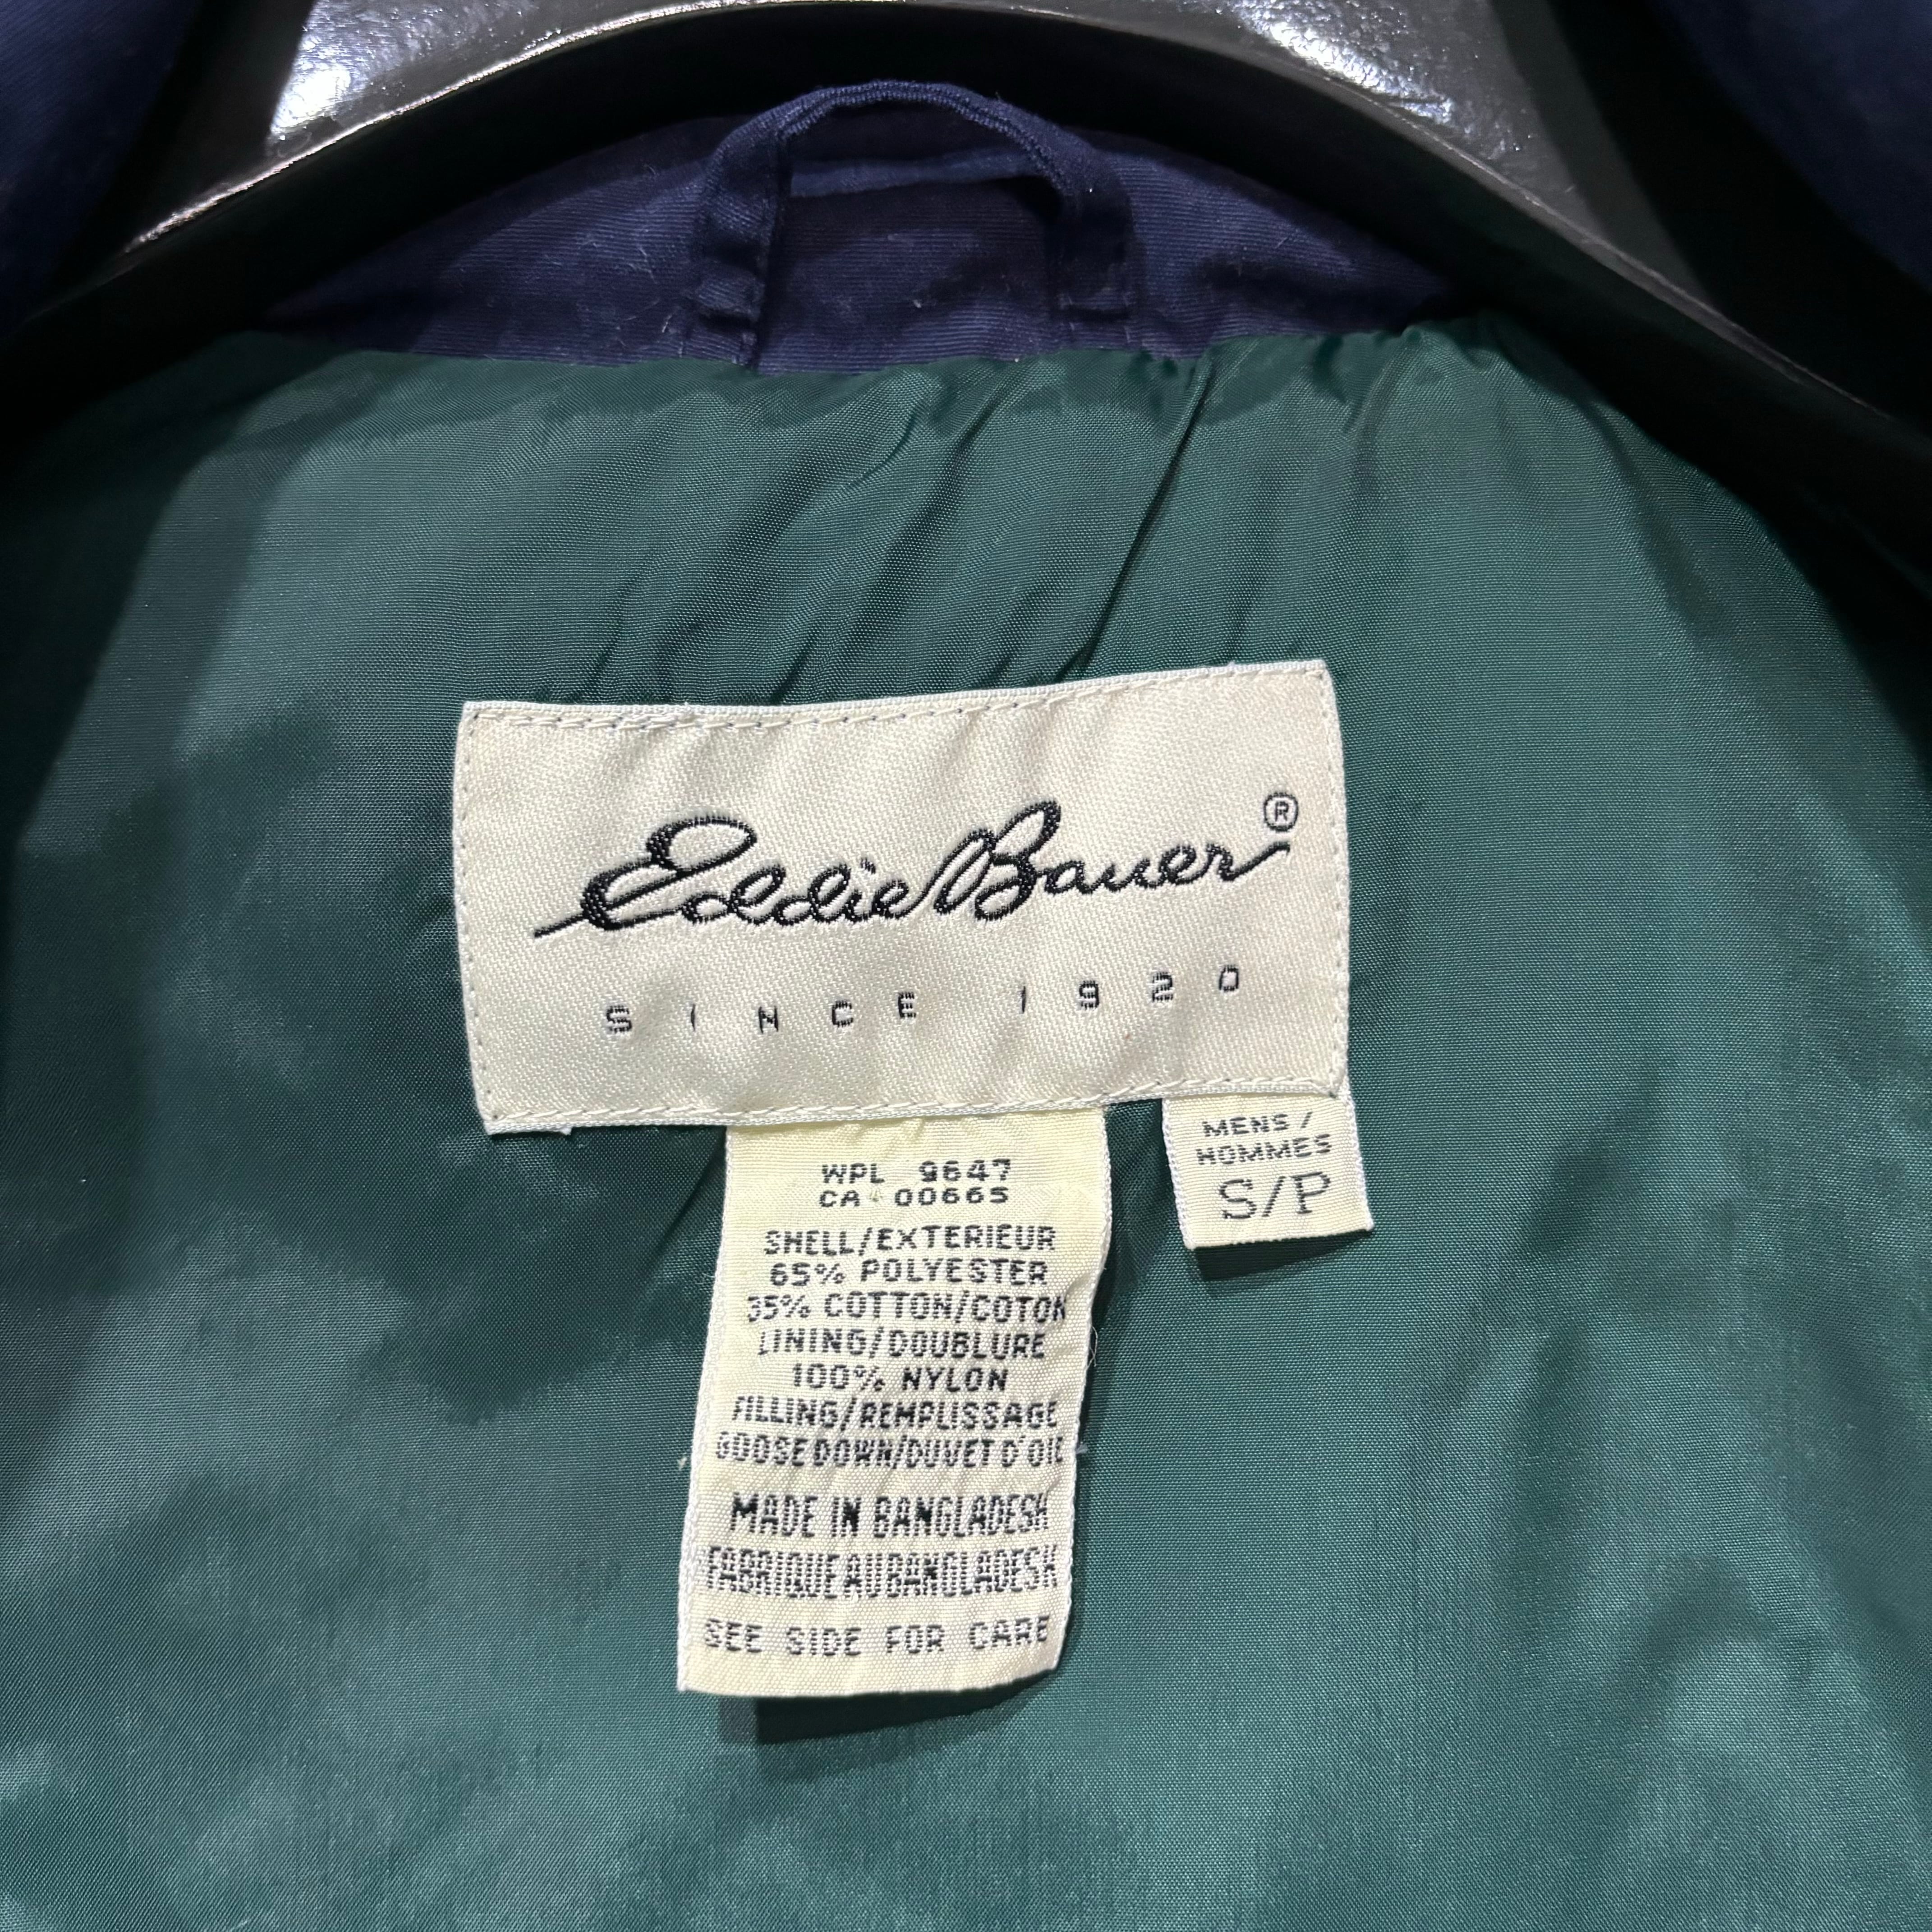 Eddie Bauer®
SINCE 1920
MENS/
HOMMES
S/P
WPL 9647
CA 00665
SHELL/EXTERIEUR
65% POLYESTER
35% COTTON/COTON
LINING/DOUBLURE
100% NYLON
FILLING/REMPLISSAGE
GOOSE DOWN/DUVET D'OIE
MADE IN BANGLADESH
FABRIQUE AU BANGLADESH
SEE SIDE FOR CARE